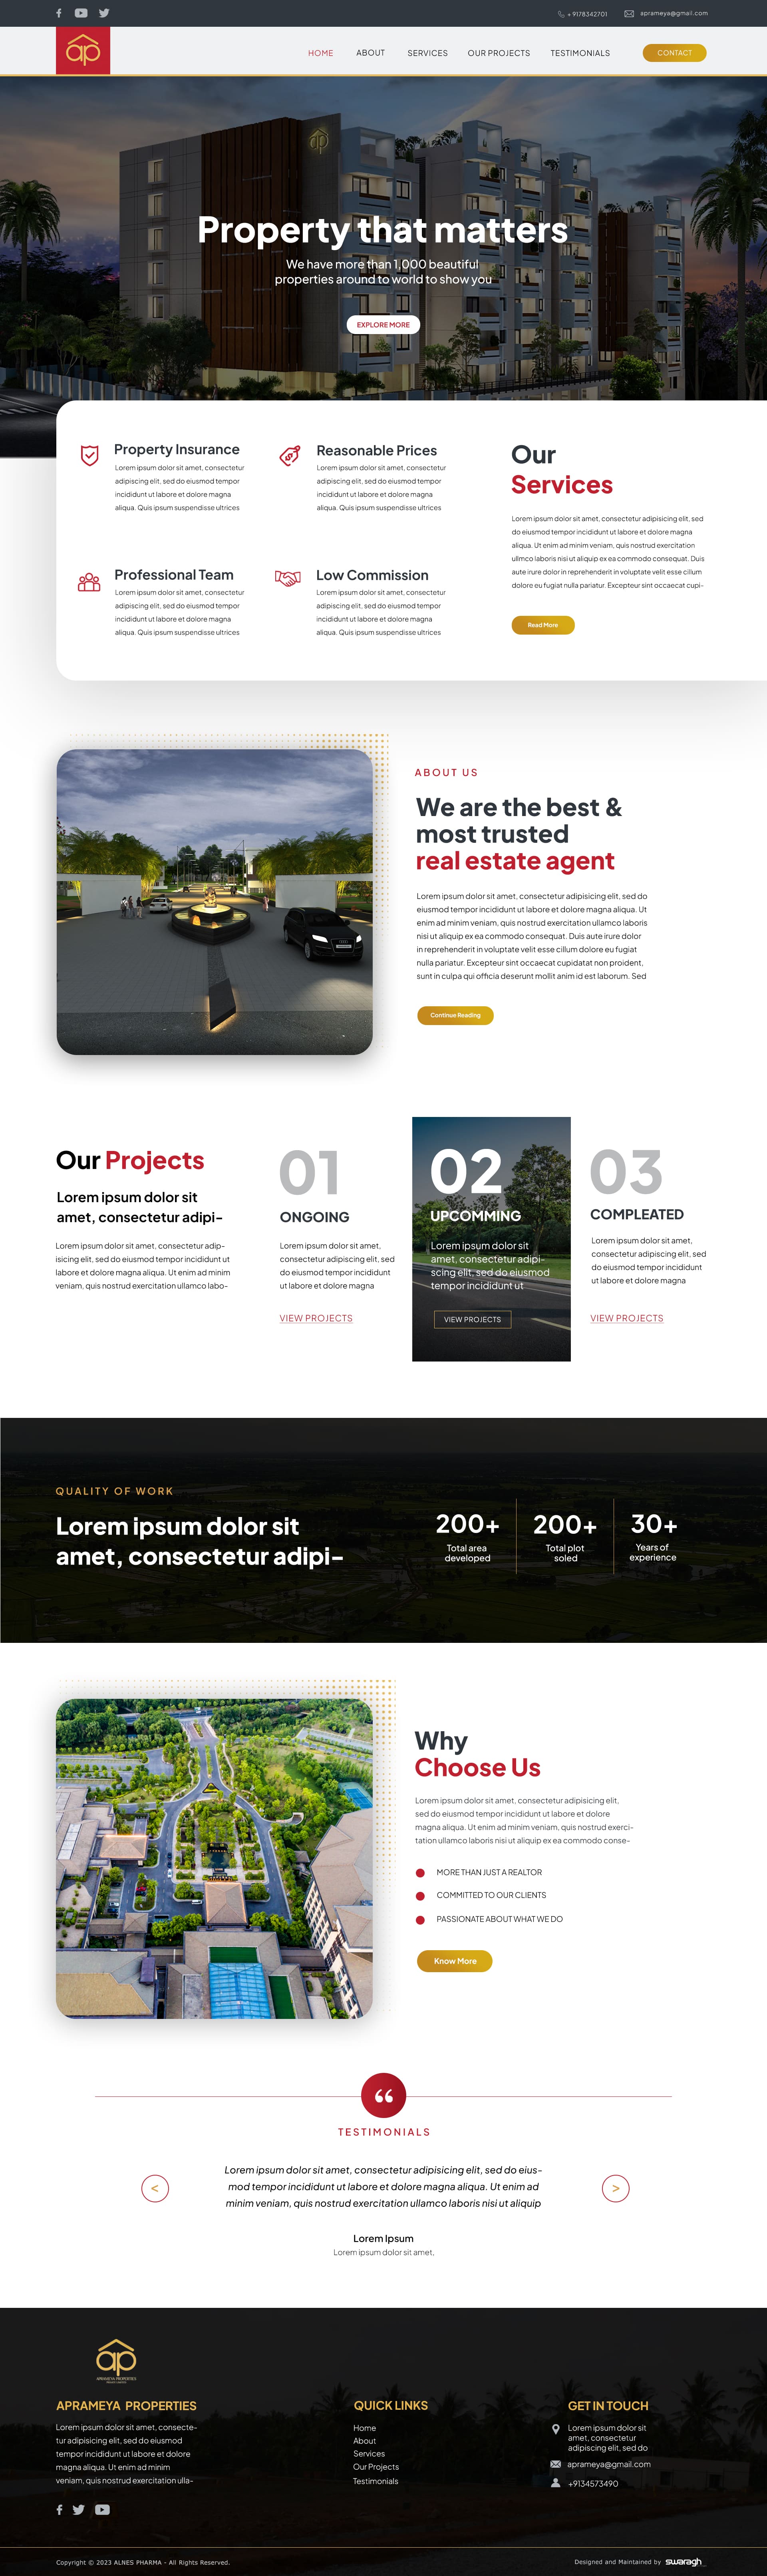 + 9178342701
aprameya@gmail.com
ap
HOME ABOUT SERVICES OUR PROJECTS TESTIMONIALS CONTACT
ap
Property that matters
We have more than 1,000 beautiful
properties around to world to show you
EXPLORE MORE
Property Insurance
Lorem ipsum dolor sit amet, consectetur
adipiscing elit, sed do eiusmod tempor
incididunt ut labore et dolore magna
aliqua. Quis ipsum suspendisse ultrices
Reasonable Prices
Lorem ipsum dolor sit amet, consectetur
adipiscing elit, sed do eiusmod tempor
incididunt ut labore et dolore magna
aliqua. Quis ipsum suspendisse ultrices
Professional Team
Lorem ipsum dolor sit amet, consectetur
adipiscing elit, sed do eiusmod tempor
incididunt ut labore et dolore magna
aliqua. Quis ipsum suspendisse ultrices
Low Commission
Lorem ipsum dolor sit amet, consectetur
adipiscing elit, sed do eiusmod tempor
incididunt ut labore et dolore magna
aliqua. Quis ipsum suspendisse ultrices
Our
Services
Lorem ipsum dolor sit amet, consectetur adipisicing elit, sed
do eiusmod tempor incididunt ut labore et dolore magna
aliqua. Ut enim ad minim veniam, quis nostrud exercitation
ullmco laboris nisi ut aliquip ex ea commodo consequat. Duis
aute irure dolor in reprehenderit in voluptate velit esse cillum
dolore eu fugiat nulla pariatur. Excepteur sint occaecat cupi-
Read More
ABOUT US
We are the best &
most trusted
real estate agent
Lorem ipsum dolor sit amet, consectetur adipisicing elit, sed do
eiusmod tempor incididunt ut labore et dolore magna aliqua. Ut
enim ad minim veniam, quis nostrud exercitation ullamco laboris
nisi ut aliquip ex ea commodo consequat. Duis aute irure dolor
in reprehenderit in voluptate velit esse cillum dolore eu fugiat
nulla pariatur. Excepteur sint occaecat cupidatat non proident,
sunt in culpa qui officia deserunt mollit anim id est laborum. Sed
Continue Reading
Our Projects
Lorem ipsum dolor sit
amet, consectetur adipi-
Lorem ipsum dolor sit amet, consectetur adip-
isicing elit, sed do eiusmod tempor incididunt ut
labore et dolore magna aliqua. Ut enim ad minim
veniam, quis nostrud exercitation ullamco labo-
01
ONGOING
Lorem ipsum dolor sit amet,
consectetur adipiscing elit, sed
do eiusmod tempor incididunt
ut labore et dolore magna
VIEW PROJECTS
02
UPCOMMING
Lorem ipsum dolor sit
amet, consectetur adipi-
scing elit, sed do eiusmod
tempor incididunt ut
VIEW PROJECTS
03
COMPLEATED
Lorem ipsum dolor sit amet,
consectetur adipiscing elit, sed
do eiusmod tempor incididunt
ut labore et dolore magna
VIEW PROJECTS
QUALITY OF WORK
Lorem ipsum dolor sit
amet, consectetur adipi-
200+
Total area
developed
200+
Total plot
soled
30+
Years of
experience
Why
Choose Us
Lorem ipsum dolor sit amet, consectetur adipisicing elit,
sed do eiusmod tempor incididunt ut labore et dolore
magna aliqua. Ut enim ad minim veniam, quis nostrud exerci-
tation ullamco laboris nisi ut aliquip ex ea commodo conse-
MORE THAN JUST A REALTOR
COMMITTED TO OUR CLIENTS
PASSIONATE ABOUT WHAT WE DO
Know More
“
TESTIMONIALS
Lorem ipsum dolor sit amet, consectetur adipisicing elit, sed do eius-
mod tempor incididunt ut labore et dolore magna aliqua. Ut enim ad
minim veniam, quis nostrud exercitation ullamco laboris nisi ut aliquip
<
>
Lorem Ipsum
Lorem ipsum dolor sit amet,
ap
APRAMEYA PROPERTIES
APRAMEYA PROPERTIES
Lorem ipsum dolor sit amet, consecte-
tur adipisicing elit, sed do eiusmod
tempor incididunt ut labore et dolore
magna aliqua. Ut enim ad minim
veniam, quis nostrud exercitation ulla-
QUICK LINKS
Home
About
Services
Our Projects
Testimonials
GET IN TOUCH
Lorem ipsum dolor sit
amet, consectetur
adipiscing elit, sed do
aprameya@gmail.com
+9134573490
Copyright © 2023 ALNES PHARMA - All Rights Reserved.
Designed and Maintained by swaragh